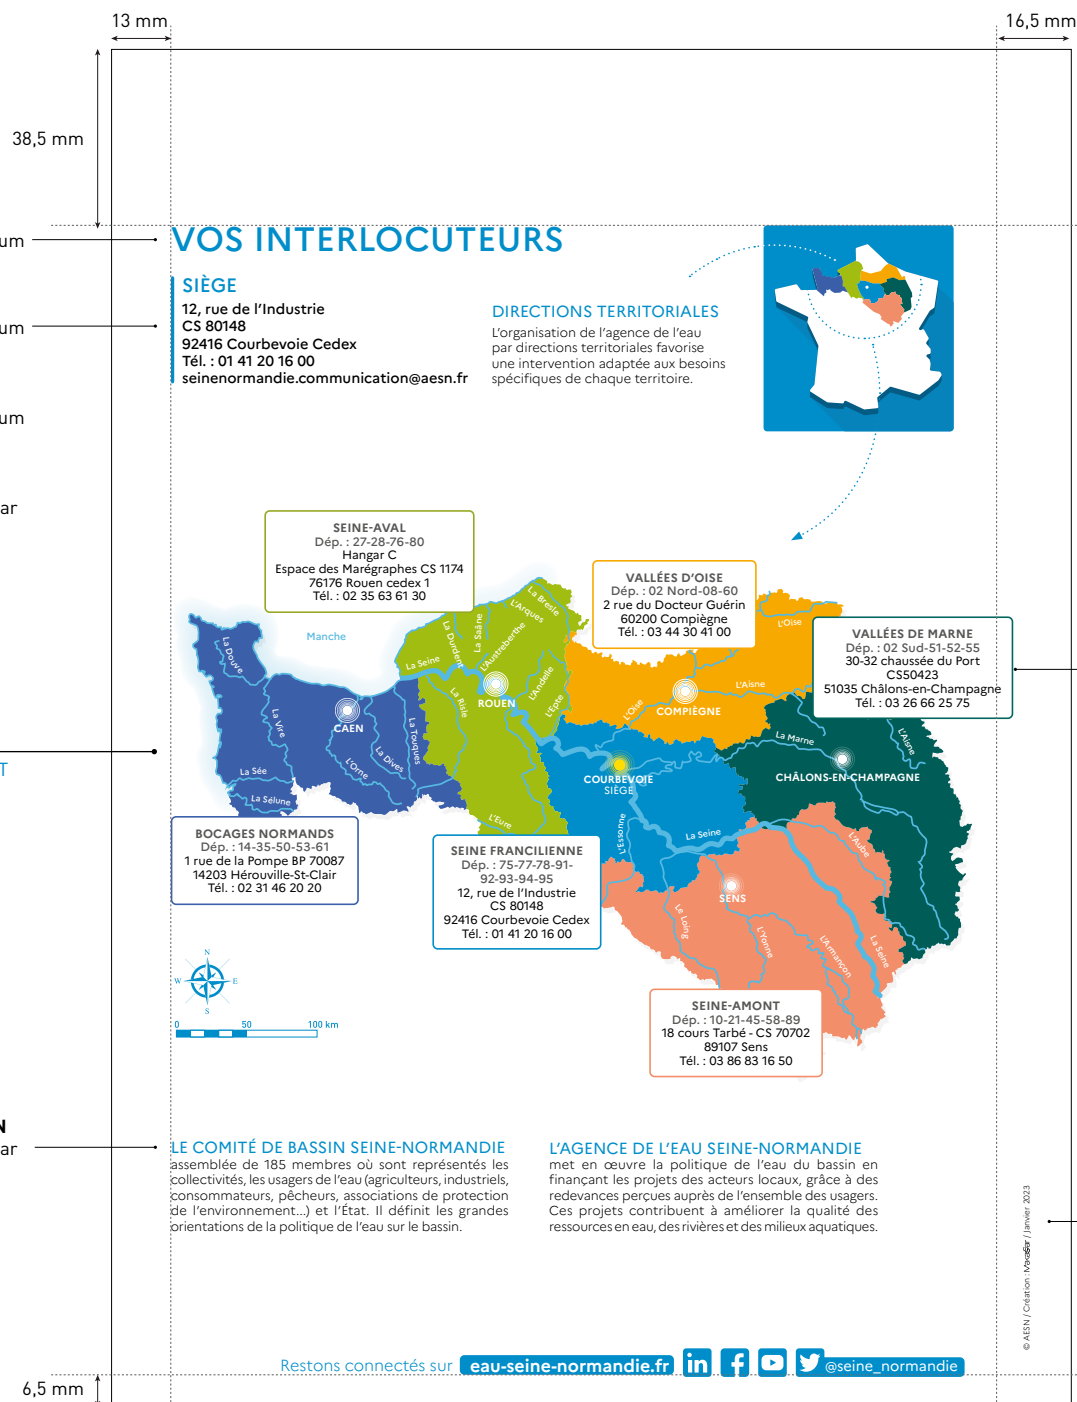 13 mm
16,5 mm
38,5 mm
um
um
um
ar
T
N
ar
6,5 mm
VOS INTERLOCUTEURS
SIÈGE
12, rue de l'Industrie
CS 80148
92416 Courbevoie Cedex
Tél. : 01 41 20 16 00
seinenormandie.communication@aesn.fr
DIRECTIONS TERRITORIALES
L'organisation de l'agence de l'eau
par directions territoriales favorise
une intervention adaptée aux besoins
spécifiques de chaque territoire.
SEINE-AVAL
Dép. : 27-28-76-80
Hangar C
Espace des Marégraphes CS 1174
76176 Rouen cedex 1
Tél. : 02 35 63 61 30
VALLÉES D'OISE
Dép. : 02 Nord-08-60
2 rue du Docteur Guérin
60200 Compiègne
Tél. : 03 44 30 41 00
VALLÉES DE MARNE
Dép. : 02 Sud-51-52-55
30-32 chaussée du Port
CS50423
51035 Châlons-en-Champagne
Tél. : 03 26 66 25 75
Manche
La Douve
La Vire
La Sée
La Sélune
CAEN
L'Orne
La Dives
La Touques
La Seine
La Durdent
La Saâne
L'Austreberthe
L'Arques
La Bresle
La Risle
ROUEN
L'Andelle
L'Epte
L'Eure
L'Oise
L'Oise
L'Aisne
COMPIÈGNE
COURBEVOIE
SIÈGE
La Marne
L'Aisne
CHÂLONS-EN-CHAMPAGNE
L'Essonne
La Seine
L'Aube
SENS
Le Loing
L'Yonne
L'Armançon
La Seine
BOCAGES NORMANDS
Dép. : 14-35-50-53-61
1 rue de la Pompe BP 70087
14203 Hérouville-St-Clair
Tél. : 02 31 46 20 20
SEINE FRANCILIENNE
Dép. : 75-77-78-91-
92-93-94-95
12, rue de l'Industrie
CS 80148
92416 Courbevoie Cedex
Tél. : 01 41 20 16 00
SEINE-AMONT
Dép. : 10-21-45-58-89
18 cours Tarbé - CS 70702
89107 Sens
Tél. : 03 86 83 16 50
N
W E
S
0 50 100 km
LE COMITÉ DE BASSIN SEINE-NORMANDIE
assemblée de 185 membres où sont représentés les
collectivités, les usagers de l'eau (agriculteurs, industriels,
consommateurs, pêcheurs, associations de protection
de l'environnement...) et l'État. Il définit les grandes
orientations de la politique de l'eau sur le bassin.
L'AGENCE DE L'EAU SEINE-NORMANDIE
met en œuvre la politique de l'eau du bassin en
finançant les projets des acteurs locaux, grâce à des
redevances perçues auprès de l'ensemble des usagers.
Ces projets contribuent à améliorer la qualité des
ressources en eau, des rivières et des milieux aquatiques.
© AESN / Création : / Janvier 2023
Restons connectés sur eau-seine-normandie.fr in f @seine_normandie